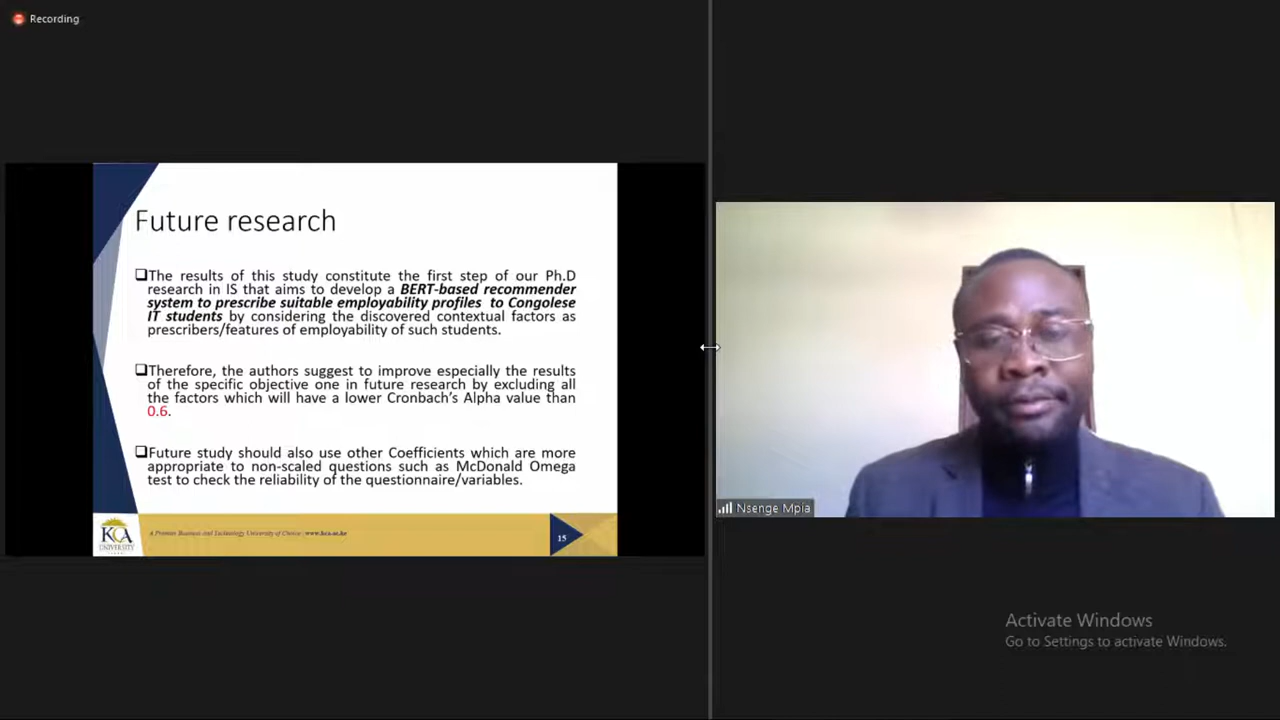 Recording
Future research
The results of this study constitute the first step of our Ph.D
research in IS that aims to develop a BERT-based recommender
system to prescribe suitable employability profiles to Congolese
IT students by considering the discovered contextual factors as
prescribers/features of employability of such students.
Therefore, the authors suggest to improve especially the results
of the specific objective one in future research by excluding all
the factors which will have a lower Cronbach's Alpha value than
0.6.
Future study should also use other Coefficients which are more
appropriate to non-scaled questions such as McDonald Omega
test to check the reliability of the questionnaire/variables.
KCA
UNIVERSITY
A Premier Business and Technology University of Choice | www.kca.ac.ke
15
Nsenge Mpia
Activate Windows
Go to Settings to activate Windows.